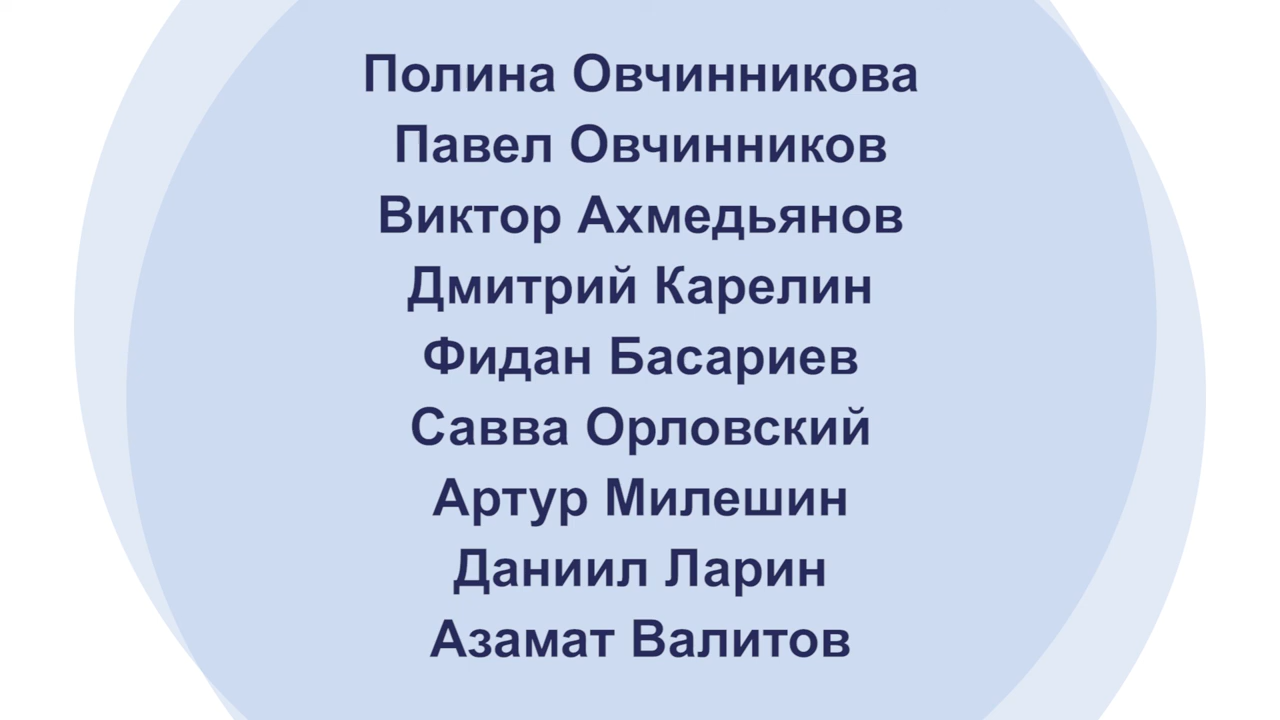 Полина Овчинникова
Павел Овчинников
Виктор Ахмедьянов
Дмитрий Карелин
Фидан Басариев
Савва Орловский
Артур Милешин
Даниил Ларин
Азамат Валитов